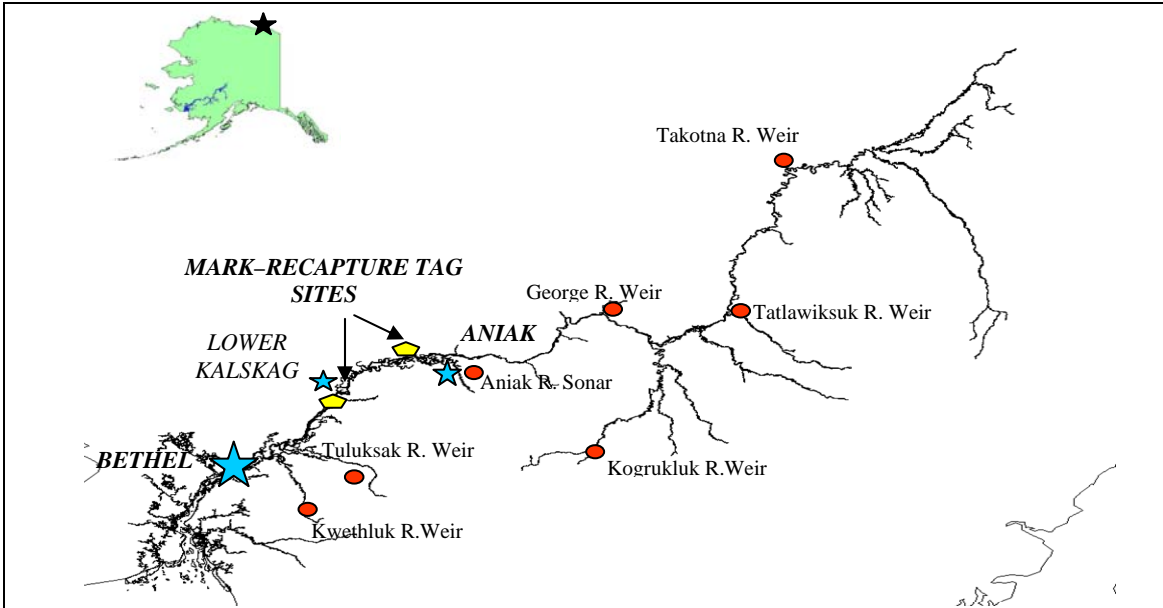 Takotna R. Weir
MARK–RECAPTURE TAG
SITES
George R. Weir
Tatlawiksuk R. Weir
LOWER
KALSKAG
ANIAK
Aniak R. Sonar
BETHEL
Tuluksak R. Weir
Kogrukluk R.Weir
Kwethluk R.Weir